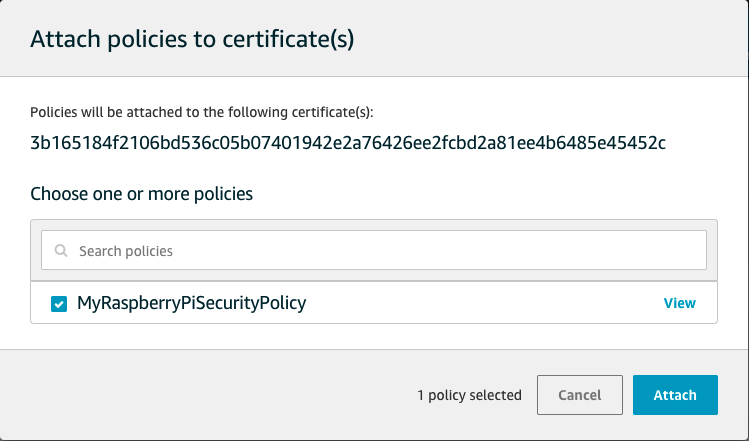 Attach policies to certificate(s)
Policies will be attached to the following certificate(s):
3b165184f2106bd536c05b07401942e2a76426ee2fcbd2a81ee4b6485e45452c
Choose one or more policies
Search policies
MyRaspberryPiSecurityPolicy View
1 policy selected Cancel Attach